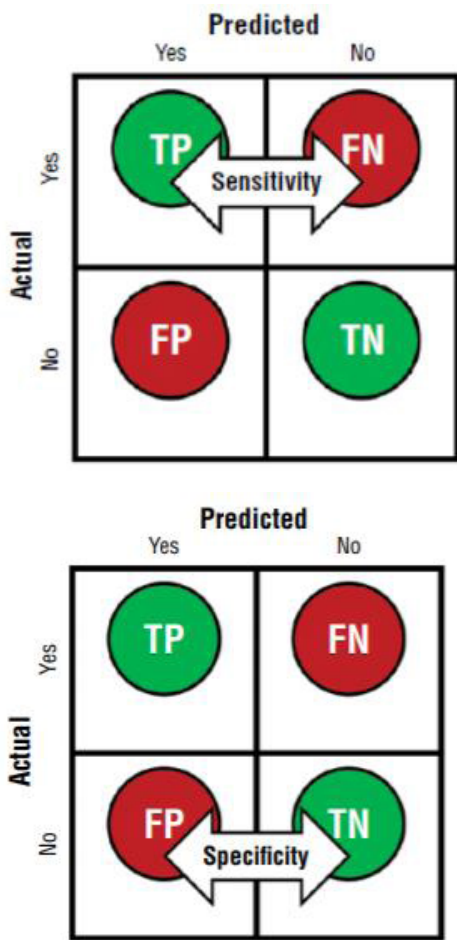 Predicted
Yes No
Yes
TP FN
Sensitivity
Actual
No
FP TN
Predicted
Yes No
Yes
TP FN
Actual
No
FP TN
Specificity